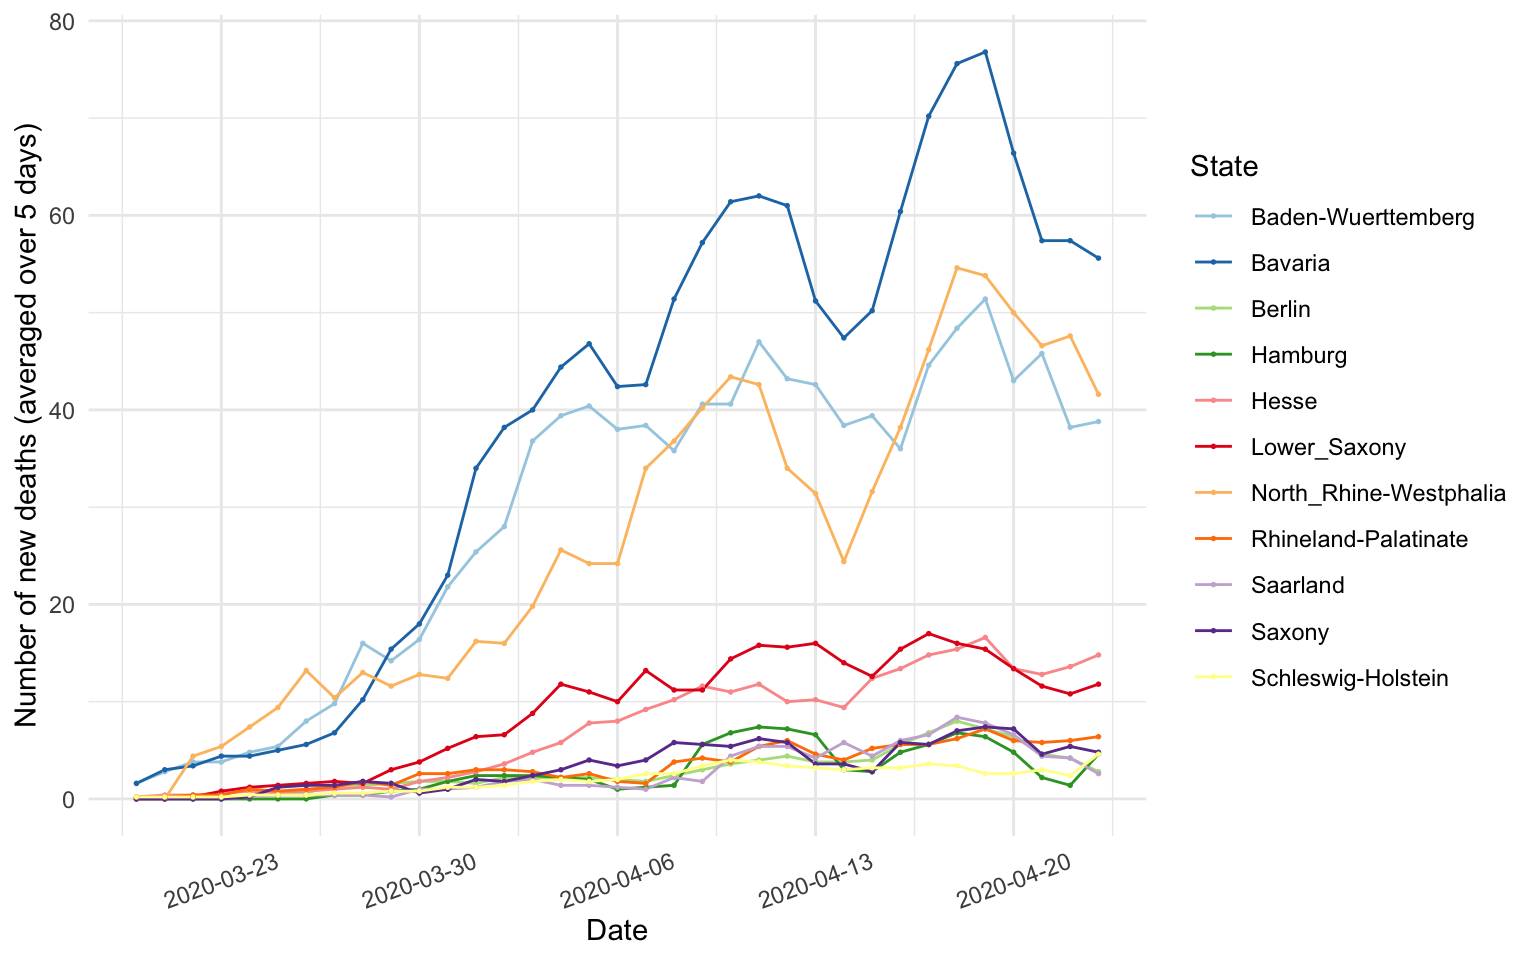 Number of new deaths (averaged over 5 days)
80
60
40
20
0
2020-03-23
2020-03-30
2020-04-06
2020-04-13
2020-04-20
Date
State
Baden-Wuerttemberg
Bavaria
Berlin
Hamburg
Hesse
Lower_Saxony
North_Rhine-Westphalia
Rhineland-Palatinate
Saarland
Saxony
Schleswig-Holstein